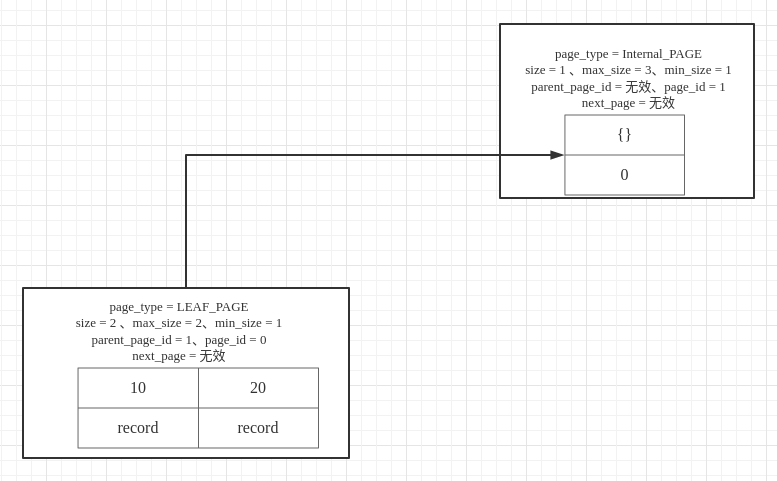 page_type = Internal_PAGE
size = 1 、max_size = 3、min_size = 1
parent_page_id = 无效、page_id = 1
next_page = 无效
{}
0
page_type = LEAF_PAGE
size = 2 、max_size = 2、min_size = 1
parent_page_id = 1、page_id = 0
next_page = 无效
10 20
record record